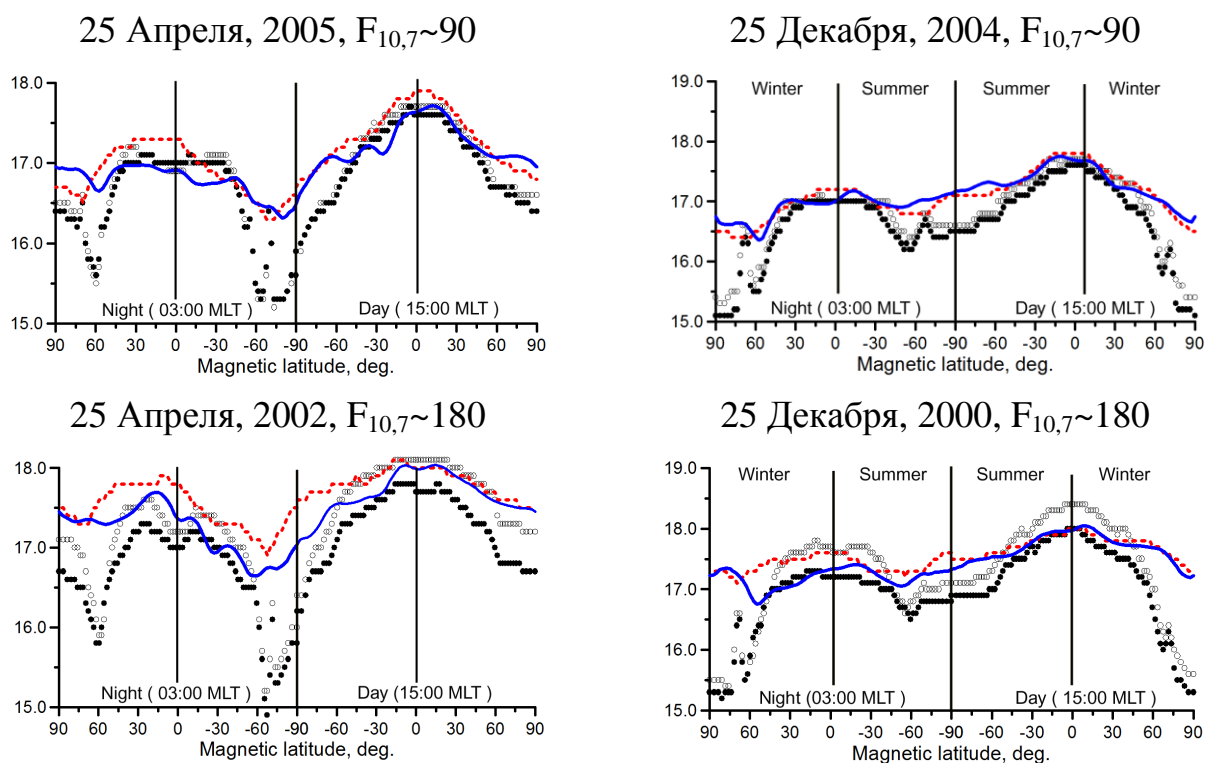 25 Апреля, 2005, F10,7~90
18.0
17.0
16.0
15.0
Night ( 03:00 MLT )
Day ( 15:00 MLT )
90 60 30 0 -30 -60 -90 -60 -30 0 30 60 90
Magnetic latitude, deg.
25 Декабря, 2004, F10,7~90
19.0
18.0
17.0
16.0
15.0
Winter Summer Summer Winter
Night ( 03:00 MLT )
Day ( 15:00 MLT )
90 60 30 0 -30 -60 -90 -60 -30 0 30 60 90
Magnetic latitude, deg.
25 Апреля, 2002, F10,7~180
18.0
17.0
16.0
15.0
Night ( 03:00 MLT )
Day (15:00 MLT )
90 60 30 0 -30 -60 -90 -60 -30 0 30 60 90
Magnetic latitude, deg.
25 Декабря, 2000, F10,7~180
19.0
18.0
17.0
16.0
15.0
Winter Summer Summer Winter
Night (03:00 MLT )
Day ( 15:00 MLT )
90 60 30 0 -30 -60 -90 -60 -30 0 30 60 90
Magnetic latitude, deg.